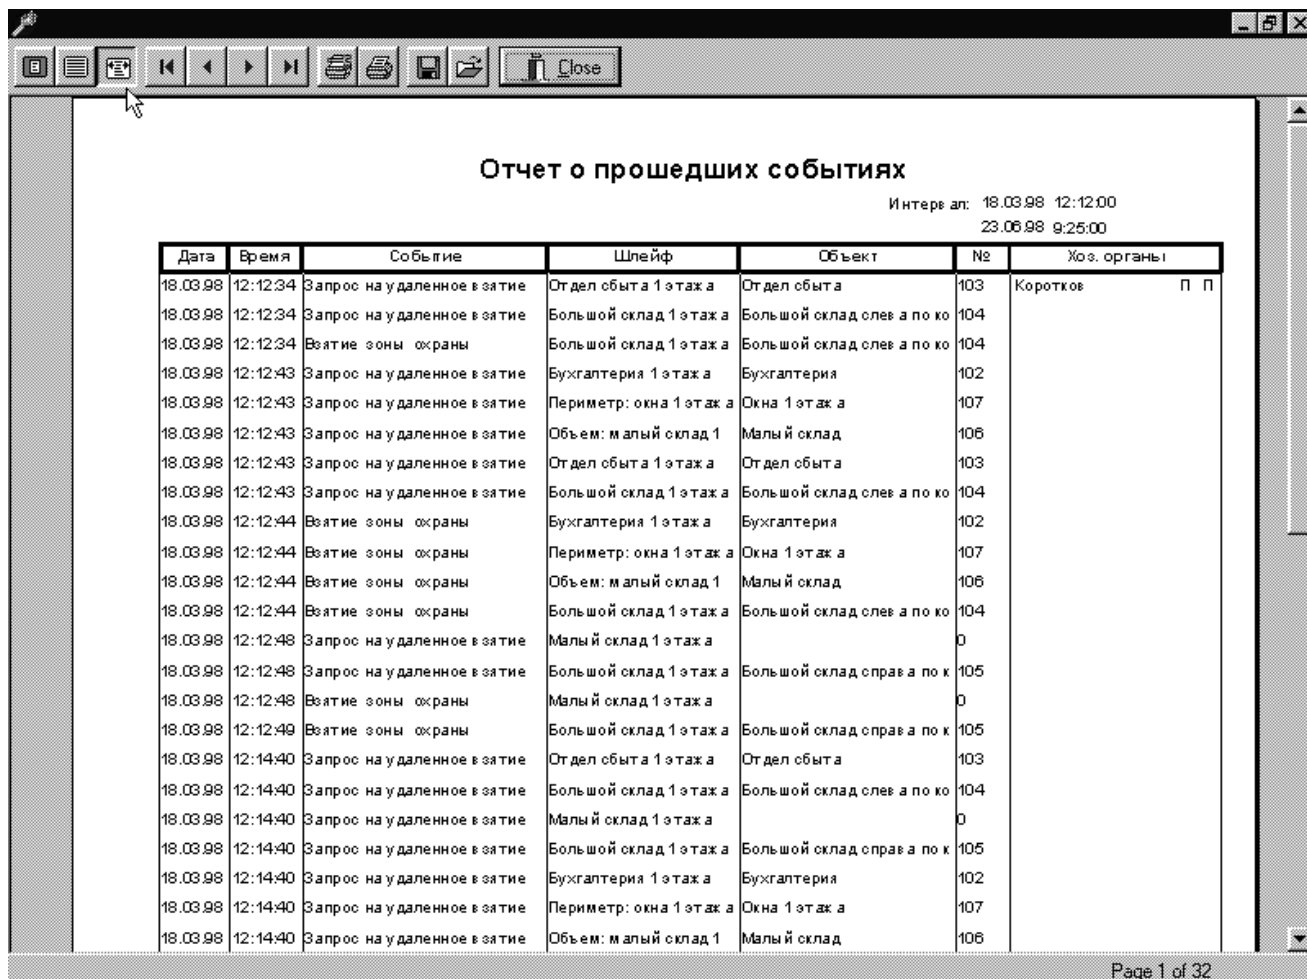 Close
Отчет о прошедших событиях
Интервал: 18.03.98 12:12:00
23.06.98 9:25:00
Дата Время Событие Шлейф Объект № Хоз. органы
18.03.98 12:12:34 Запрос на удаленное взятие Отдел сбыта 1 этажа Отдел сбыта 103 Коротков П П
18.03.98 12:12:34 Запрос на удаленное взятие Большой склад 1 этажа Большой склад слева по ко 104
18.03.98 12:12:34 Взятие зоны охраны Большой склад 1 этажа Большой склад слева по ко 104
18.03.98 12:12:43 Запрос на удаленное взятие Бухгалтерия 1 этажа Бухгалтерия 102
18.03.98 12:12:43 Запрос на удаленное взятие Периметр: окна 1 этажа Окна 1 этажа 107
18.03.98 12:12:43 Запрос на удаленное взятие Объем: малый склад 1 Малый склад 106
18.03.98 12:12:43 Запрос на удаленное взятие Отдел сбыта 1 этажа Отдел сбыта 103
18.03.98 12:12:43 Запрос на удаленное взятие Большой склад 1 этажа Большой склад слева по ко 104
18.03.98 12:12:44 Взятие зоны охраны Бухгалтерия 1 этажа Бухгалтерия 102
18.03.98 12:12:44 Взятие зоны охраны Периметр: окна 1 этажа Окна 1 этажа 107
18.03.98 12:12:44 Взятие зоны охраны Объем: малый склад 1 Малый склад 106
18.03.98 12:12:44 Взятие зоны охраны Большой склад 1 этажа Большой склад слева по ко 104
18.03.98 12:12:48 Запрос на удаленное взятие Малый склад 1 этажа 0
18.03.98 12:12:48 Запрос на удаленное взятие Большой склад 1 этажа Большой склад справа по к 105
18.03.98 12:12:48 Взятие зоны охраны Малый склад 1 этажа 0
18.03.98 12:12:49 Взятие зоны охраны Большой склад 1 этажа Большой склад справа по к 105
18.03.98 12:14:40 Запрос на удаленное взятие Отдел сбыта 1 этажа Отдел сбыта 103
18.03.98 12:14:40 Запрос на удаленное взятие Большой склад 1 этажа Большой склад слева по ко 104
18.03.98 12:14:40 Запрос на удаленное взятие Малый склад 1 этажа 0
18.03.98 12:14:40 Запрос на удаленное взятие Большой склад 1 этажа Большой склад справа по к 105
18.03.98 12:14:40 Запрос на удаленное взятие Бухгалтерия 1 этажа Бухгалтерия 102
18.03.98 12:14:40 Запрос на удаленное взятие Периметр: окна 1 этажа Окна 1 этажа 107
18.03.98 12:14:40 Запрос на удаленное взятие Объем: малый склад 1 Малый склад 106
Page 1 of 32